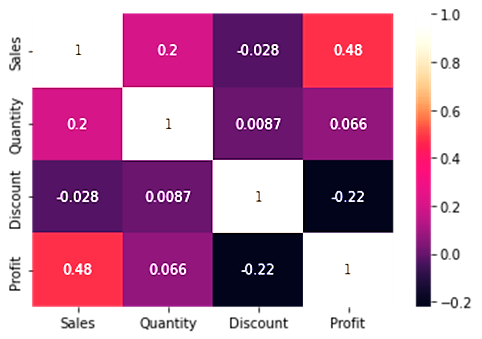 1.0
Sales 1 0.2 -0.028 0.48
0.8
Quantity 0.2 1 0.0087 0.066
0.6
0.4
Discount -0.028 0.0087 1 -0.22
0.2
0.0
Profit 0.48 0.066 -0.22 1
-0.2
Sales Quantity Discount Profit